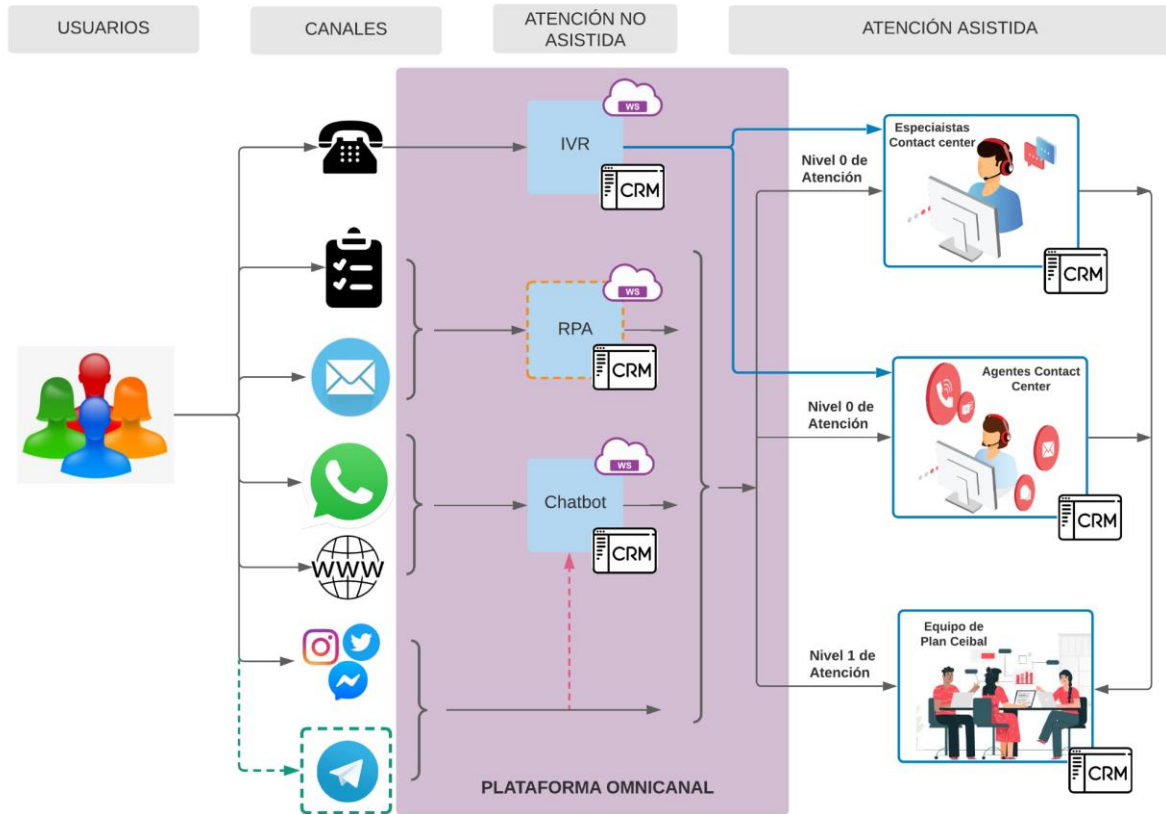 USUARIOS
CANALES
ATENCIÓN NO
ASISTIDA
ATENCIÓN ASISTIDA
WS
IVR
CRM
Especiaistas
Contact center
Nivel 0 de
Atención
CRM
WS
RPA
CRM
Agentes Contact
Center
Nivel 0 de
Atención
CRM
WS
Chatbot
CRM
WWW
Equipo de
Plan Ceibal
Nivel 1 de
Atención
CRM
PLATAFORMA OMNICANAL